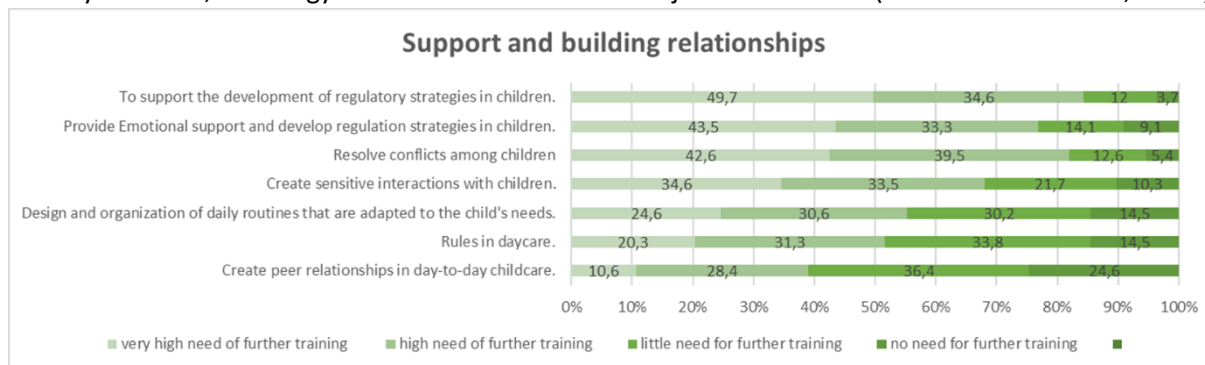 Support and building relationships
To support the development of regulatory strategies in children. 49,7 34,6 12 3,7
Provide Emotional support and develop regulation strategies in children. 43,5 33,3 14,1 9,1
Resolve conflicts among children 42,6 39,5 12,6 5,4
Create sensitive interactions with children. 34,6 33,5 21,7 10,3
Design and organization of daily routines that are adapted to the child's needs. 24,6 30,6 30,2 14,5
Rules in daycare. 20,3 31,3 33,8 14,5
Create peer relationships in day-to-day childcare. 10,6 28,4 36,4 24,6
0% 10% 20% 30% 40% 50% 60% 70% 80% 90% 100%
very high need of further training high need of further training little need for further training no need for further training